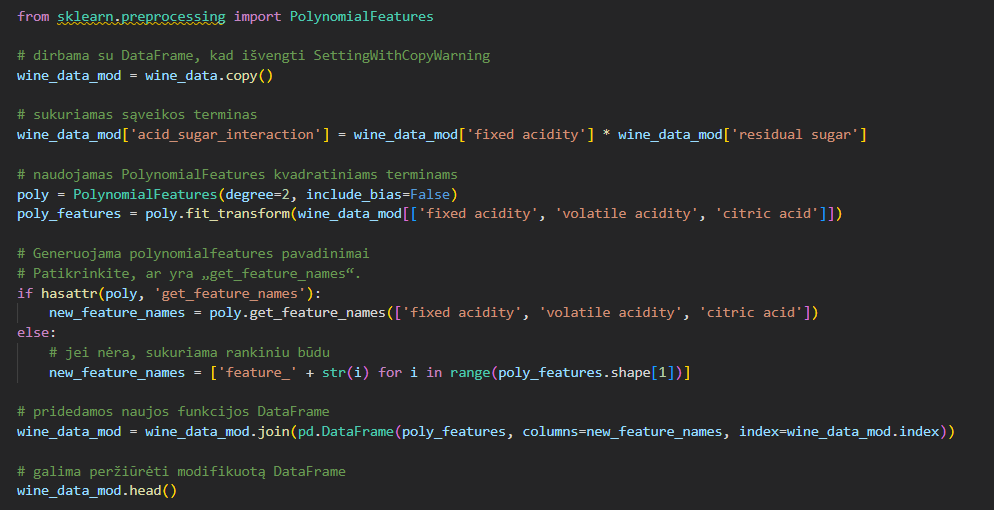 from sklearn.preprocessing import PolynomialFeatures
# dirbama su DataFrame, kad išvengti SettingWithCopyWarning
wine_data_mod = wine_data.copy()
# sukuriamas sąveikos terminas
wine_data_mod['acid_sugar_interaction'] = wine_data_mod['fixed acidity'] * wine_data_mod['residual sugar']
# naudojamas PolynomialFeatures kvadratiniams terminams
poly = PolynomialFeatures(degree=2, include_bias=False)
poly_features = poly.fit_transform(wine_data_mod[['fixed acidity', 'volatile acidity', 'citric acid']])
# Generuojama polynomialfeatures pavadinimai
# Patikrinkite, ar yra „get_feature_names“.
if hasattr(poly, 'get_feature_names'):
    new_feature_names = poly.get_feature_names(['fixed acidity', 'volatile acidity', 'citric acid'])
else:
    # jei nėra, sukuriama rankiniu būdu
    new_feature_names = ['feature_' + str(i) for i in range(poly_features.shape[1])]
# pridedamos naujos funkcijos DataFrame
wine_data_mod = wine_data_mod.join(pd.DataFrame(poly_features, columns=new_feature_names, index=wine_data_mod.index))
# galima peržiūrėti modifikuotą DataFrame
wine_data_mod.head()